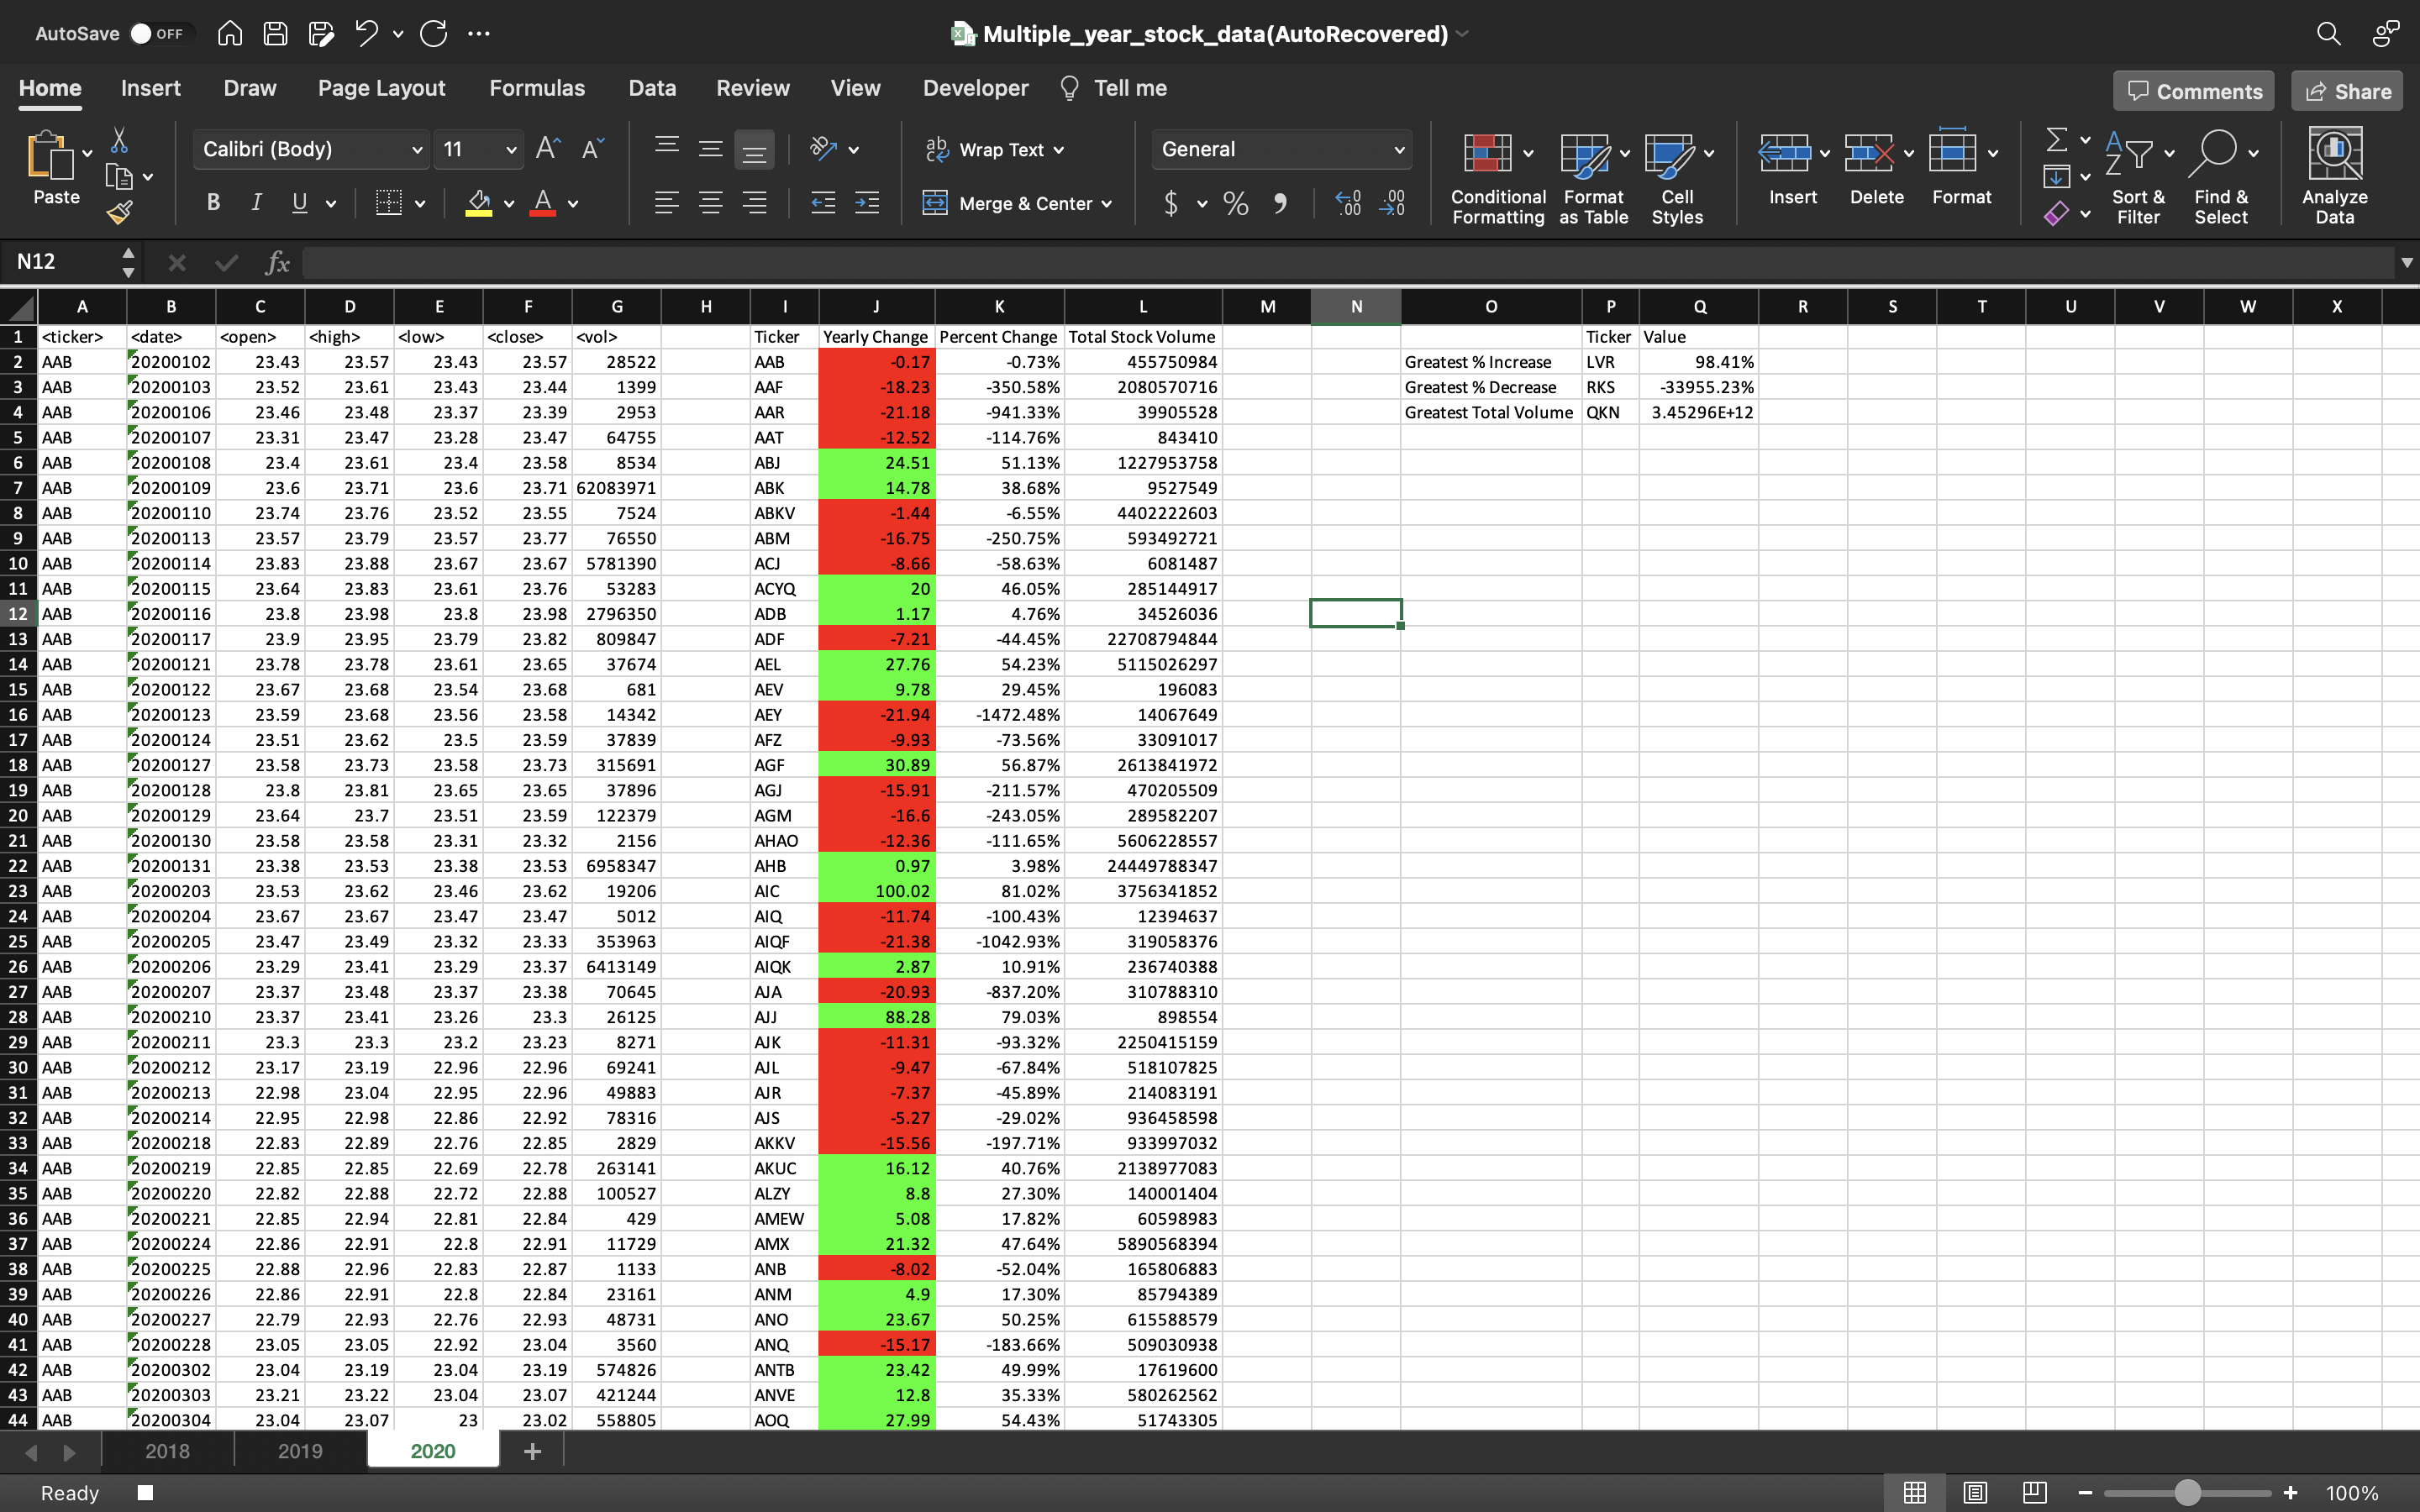 AutoSave OFF Multiple_year_stock_data(AutoRecovered)
Home Insert Draw Page Layout Formulas Data Review View Developer Tell me Comments Share
Paste Calibri (Body) 11 Wrap Text General Conditional Formatting Format as Table Cell Styles Insert Delete Format Sort & Filter Find & Select Analyze Data
B I U A Merge & Center $ %
N12 fx
A B C D E F G H I J K L M N O P Q R S T U V W X
1 <ticker> <date> <open> <high> <low> <close> <vol> Ticker Yearly Change Percent Change Total Stock Volume Ticker Value
2 AAB 20200102 23.43 23.57 23.43 23.57 28522 AAB -0.17 -0.73% 455750984 Greatest % Increase LVR 98.41%
3 AAB 20200103 23.52 23.61 23.43 23.44 1399 AAF -18.23 -350.58% 2080570716 Greatest % Decrease RKS -33955.23%
4 AAB 20200106 23.46 23.48 23.37 23.39 2953 AAR -21.18 -941.33% 39905528 Greatest Total Volume QKN 3.45296E+12
5 AAB 20200107 23.31 23.47 23.28 23.47 64755 AAT -12.52 -114.76% 843410
6 AAB 20200108 23.4 23.61 23.4 23.58 8534 ABJ 24.51 51.13% 1227953758
7 AAB 20200109 23.6 23.71 23.6 23.71 62083971 ABK 14.78 38.68% 9527549
8 AAB 20200110 23.74 23.76 23.52 23.55 7524 ABKV -1.44 -6.55% 4402222603
9 AAB 20200113 23.57 23.79 23.57 23.77 76550 ABM -16.75 -250.75% 593492721
10 AAB 20200114 23.83 23.88 23.67 23.67 5781390 ACJ -8.66 -58.63% 6081487
11 AAB 20200115 23.64 23.83 23.61 23.76 53283 ACYQ 20 46.05% 285144917
12 AAB 20200116 23.8 23.98 23.8 23.98 2796350 ADB 1.17 4.76% 34526036
13 AAB 20200117 23.9 23.95 23.79 23.82 809847 ADF -7.21 -44.45% 22708794844
14 AAB 20200121 23.78 23.78 23.61 23.65 37674 AEL 27.76 54.23% 5115026297
15 AAB 20200122 23.67 23.68 23.54 23.68 681 AEV 9.78 29.45% 196083
16 AAB 20200123 23.59 23.68 23.56 23.58 14342 AEY -21.94 -1472.48% 14067649
17 AAB 20200124 23.51 23.62 23.5 23.59 37839 AFZ -9.93 -73.56% 33091017
18 AAB 20200127 23.58 23.73 23.58 23.73 315691 AGF 30.89 56.87% 2613841972
19 AAB 20200128 23.8 23.81 23.65 23.65 37896 AGJ -15.91 -211.57% 470205509
20 AAB 20200129 23.64 23.7 23.51 23.59 122379 AGM -16.6 -243.05% 289582207
21 AAB 20200130 23.58 23.58 23.31 23.32 2156 AHAO -12.36 -111.65% 5606228557
22 AAB 20200131 23.38 23.53 23.38 23.53 6958347 AHB 0.97 3.98% 24449788347
23 AAB 20200203 23.53 23.62 23.46 23.62 19206 AIC 100.02 81.02% 3756341852
24 AAB 20200204 23.67 23.67 23.47 23.47 5012 AIQ -11.74 -100.43% 12394637
25 AAB 20200205 23.47 23.49 23.32 23.33 353963 AIQF -21.38 -1042.93% 319058376
26 AAB 20200206 23.29 23.41 23.29 23.37 6413149 AIQK 2.87 10.91% 236740388
27 AAB 20200207 23.37 23.48 23.37 23.38 70645 AJA -20.93 -837.20% 310788310
28 AAB 20200210 23.37 23.41 23.26 23.3 26125 AJJ 88.28 79.03% 898554
29 AAB 20200211 23.3 23.3 23.2 23.23 8271 AJK -11.31 -93.32% 2250415159
30 AAB 20200212 23.17 23.19 22.96 22.96 69241 AJL -9.47 -67.84% 518107825
31 AAB 20200213 22.98 23.04 22.95 22.96 49883 AJR -7.37 -45.89% 214083191
32 AAB 20200214 22.95 22.98 22.86 22.92 78316 AJS -5.27 -29.02% 936458598
33 AAB 20200218 22.83 22.89 22.76 22.85 2829 AKKV -15.56 -197.71% 933997032
34 AAB 20200219 22.85 22.85 22.69 22.78 263141 AKUC 16.12 40.76% 2138977083
35 AAB 20200220 22.82 22.88 22.72 22.88 100527 ALZY 8.8 27.30% 140001404
36 AAB 20200221 22.85 22.94 22.81 22.84 429 AMEW 5.08 17.82% 60598983
37 AAB 20200224 22.86 22.91 22.8 22.91 11729 AMX 21.32 47.64% 5890568394
38 AAB 20200225 22.88 22.96 22.83 22.87 1133 ANB -8.02 -52.04% 165806883
39 AAB 20200226 22.86 22.91 22.8 22.84 23161 ANM 4.9 17.30% 85794389
40 AAB 20200227 22.79 22.93 22.76 22.93 48731 ANO 23.67 50.25% 615588579
41 AAB 20200228 23.05 23.05 22.92 23.04 3560 ANQ -15.17 -183.66% 509030938
42 AAB 20200302 23.04 23.19 23.04 23.19 574826 ANTB 23.42 49.99% 17619600
43 AAB 20200303 23.21 23.22 23.04 23.07 421244 ANVE 12.8 35.33% 580262562
44 AAB 20200304 23.04 23.07 23 23.02 558805 AOQ 27.99 54.43% 51743305
2018 2019 2020 +
Ready 100%